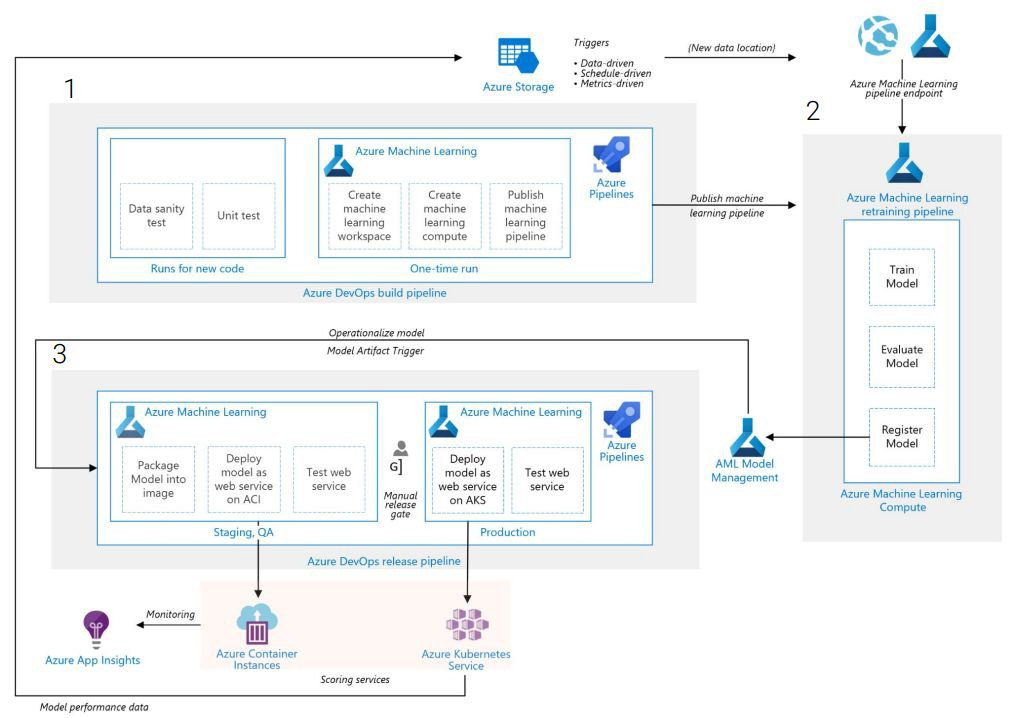 Triggers
• Data-driven
• Schedule-driven
• Metrics-driven
Azure Storage
(New data location)
Azure Machine Learning
pipeline endpoint
1
Azure Machine Learning
Data sanity
test
Unit test
Create
machine
learning
workspace
Create
machine
learning
compute
Publish
machine
learning
pipeline
Azure
Pipelines
Runs for new code
One-time run
Azure DevOps build pipeline
Publish machine
learning pipeline
2
Azure Machine Learning
retraining pipeline
Train
Model
Evaluate
Model
Register
Model
Azure Machine Learning
Compute
AML Model
Management
Operationalize model
Model Artifact Trigger
3
Azure Machine Learning
Package
Model into
image
Deploy
model as
web service
on ACI
Test web
service
Staging, QA
G]
Manual
release
gate
Azure Machine Learning
Deploy
model as
web service
on AKS
Test web
service
Production
Azure
Pipelines
Azure DevOps release pipeline
Monitoring
Azure App Insights
Azure Container
Instances
Azure Kubernetes
Service
Scoring services
Model performance data